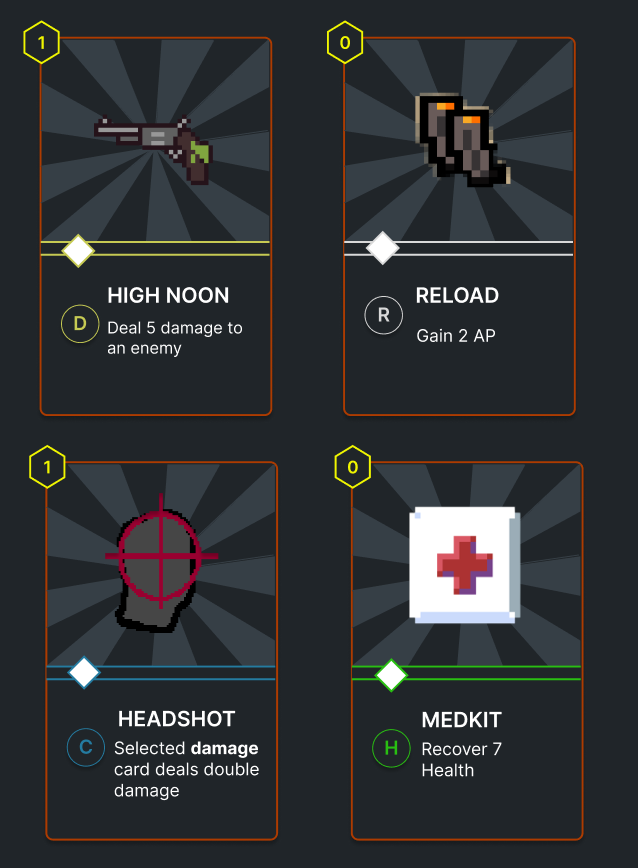 1
HIGH NOON
D
Deal 5 damage to
an enemy
0
RELOAD
R
Gain 2 AP
1
HEADSHOT
C
Selected damage
card deals double
damage
0
MEDKIT
H
Recover 7
Health